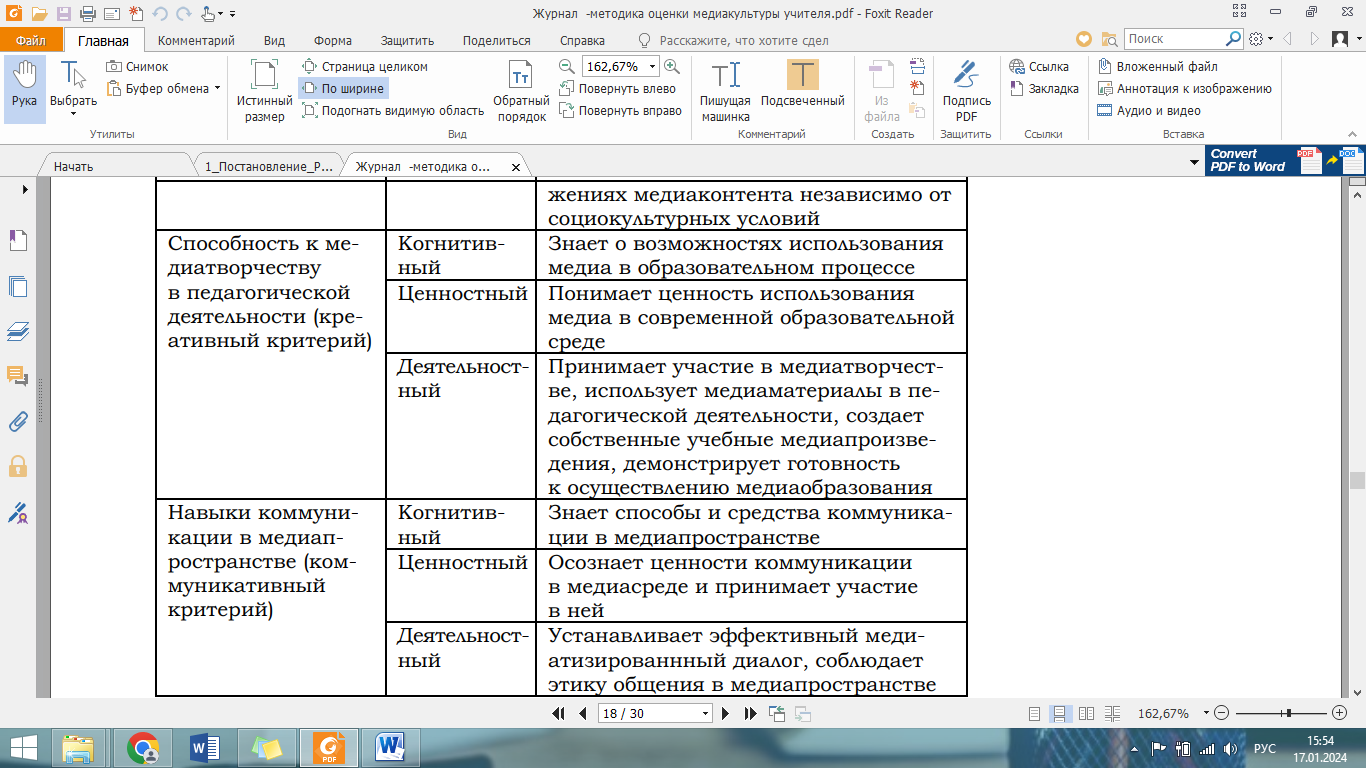 Журнал -методика оценки медиакультуры учителя.pdf - Foxit Reader
Файл Главная Комментарий Вид Форма Защитить Поделиться Справка Расскажите, что хотите сдел Поиск
Рука
Выбрать
Снимок
Буфер обмена
Утилиты
Истинный
размер
Страница целиком
По ширине
Подогнать видимую область
Обратный
порядок
162,67%
Повернуть влево
Повернуть вправо
Вид
Пишущая
машинка
Подсвеченный
Комментарий
Из
файла
Создать
Подпись
PDF
Защитить
Ссылка
Закладка
Ссылки
Вложенный файл
Аннотация к изображению
Аудио и видео
Вставка
Начать
1_Постановление_Р...
Журнал -методика о...
Convert
PDF to Word
PDF
DOC
жениях медиаконтента независимо от
социокультурных условий
Способность к ме-
диатворчеству
в педагогической
деятельности (кре-
ативный критерий)
Когнитив-
ный
Знает о возможностях использования
медиа в образовательном процессе
Ценностный
Понимает ценность использования
медиа в современной образовательной
среде
Деятельност-
ный
Принимает участие в медиатворчест-
ве, использует медиаматериалы в пе-
дагогической деятельности, создает
собственные учебные медиапроизве-
дения, демонстрирует готовность
к осуществлению медиаобразования
Навыки коммуни-
кации в медиап-
ространстве (ком-
муникативный
критерий)
Когнитив-
ный
Знает способы и средства коммуника-
ции в медиапространстве
Ценностный
Осознает ценности коммуникации
в медиасреде и принимает участие
в ней
Деятельност-
ный
Устанавливает эффективный меди-
атизированнный диалог, соблюдает
этику общения в медиапространстве
18 / 30
162,67%
PDF
РУС
15:54
17.01.2024